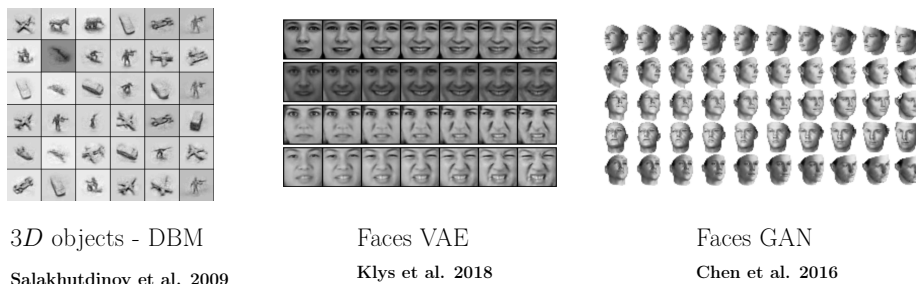 3D objects - DBM
Salakhutdinov et al. 2009
Faces VAE
Klys et al. 2018
Faces GAN
Chen et al. 2016